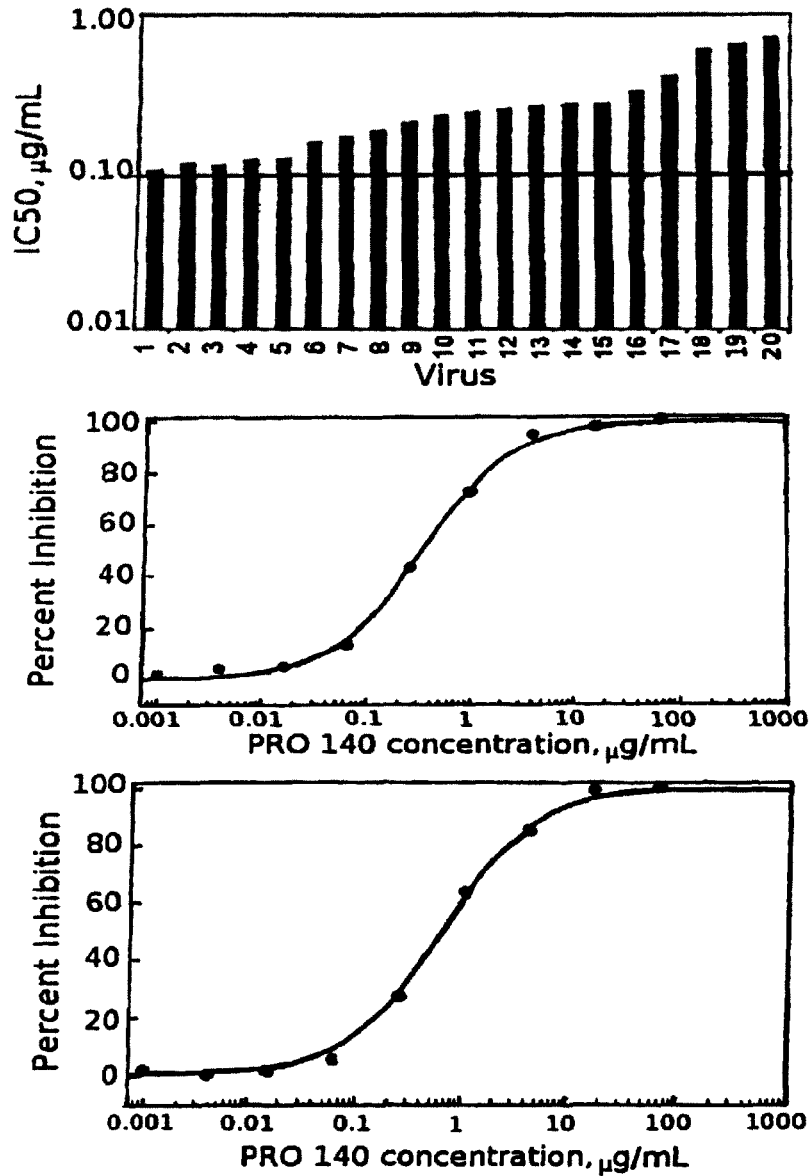 1.00
IC50, μg/mL
0.10
0.01
1 2 3 4 5 6 7 8 9 10 11 12 13 14 15 16 17 18 19 20
Virus
Percent Inhibition
100
80
60
40
20
0
0.001 0.01 0.1 1 10 100 1000
PRO 140 concentration, μg/mL
Percent Inhibition
100
80
60
40
20
0
0.001 0.01 0.1 1 10 100 1000
PRO 140 concentration, μg/mL